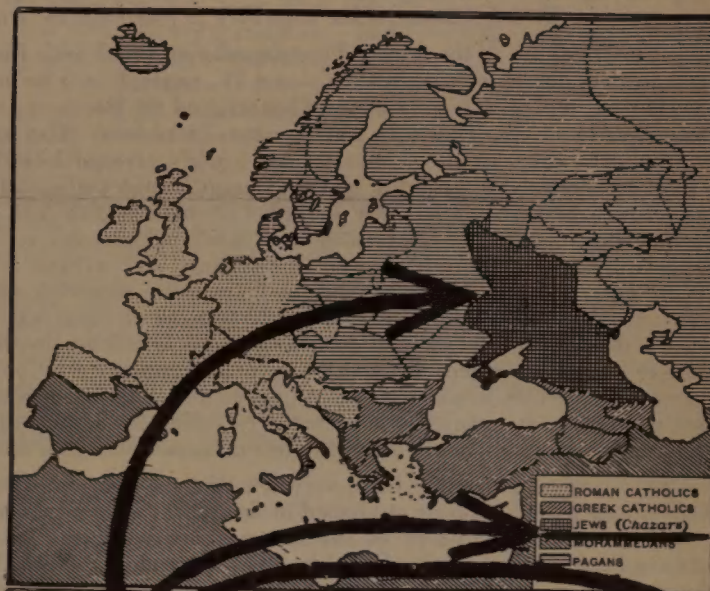 ROMAN CATHOLICS
GREEK CATHOLICS
JEWS (Chazars)
MOHAMMEDANS
PAGANS